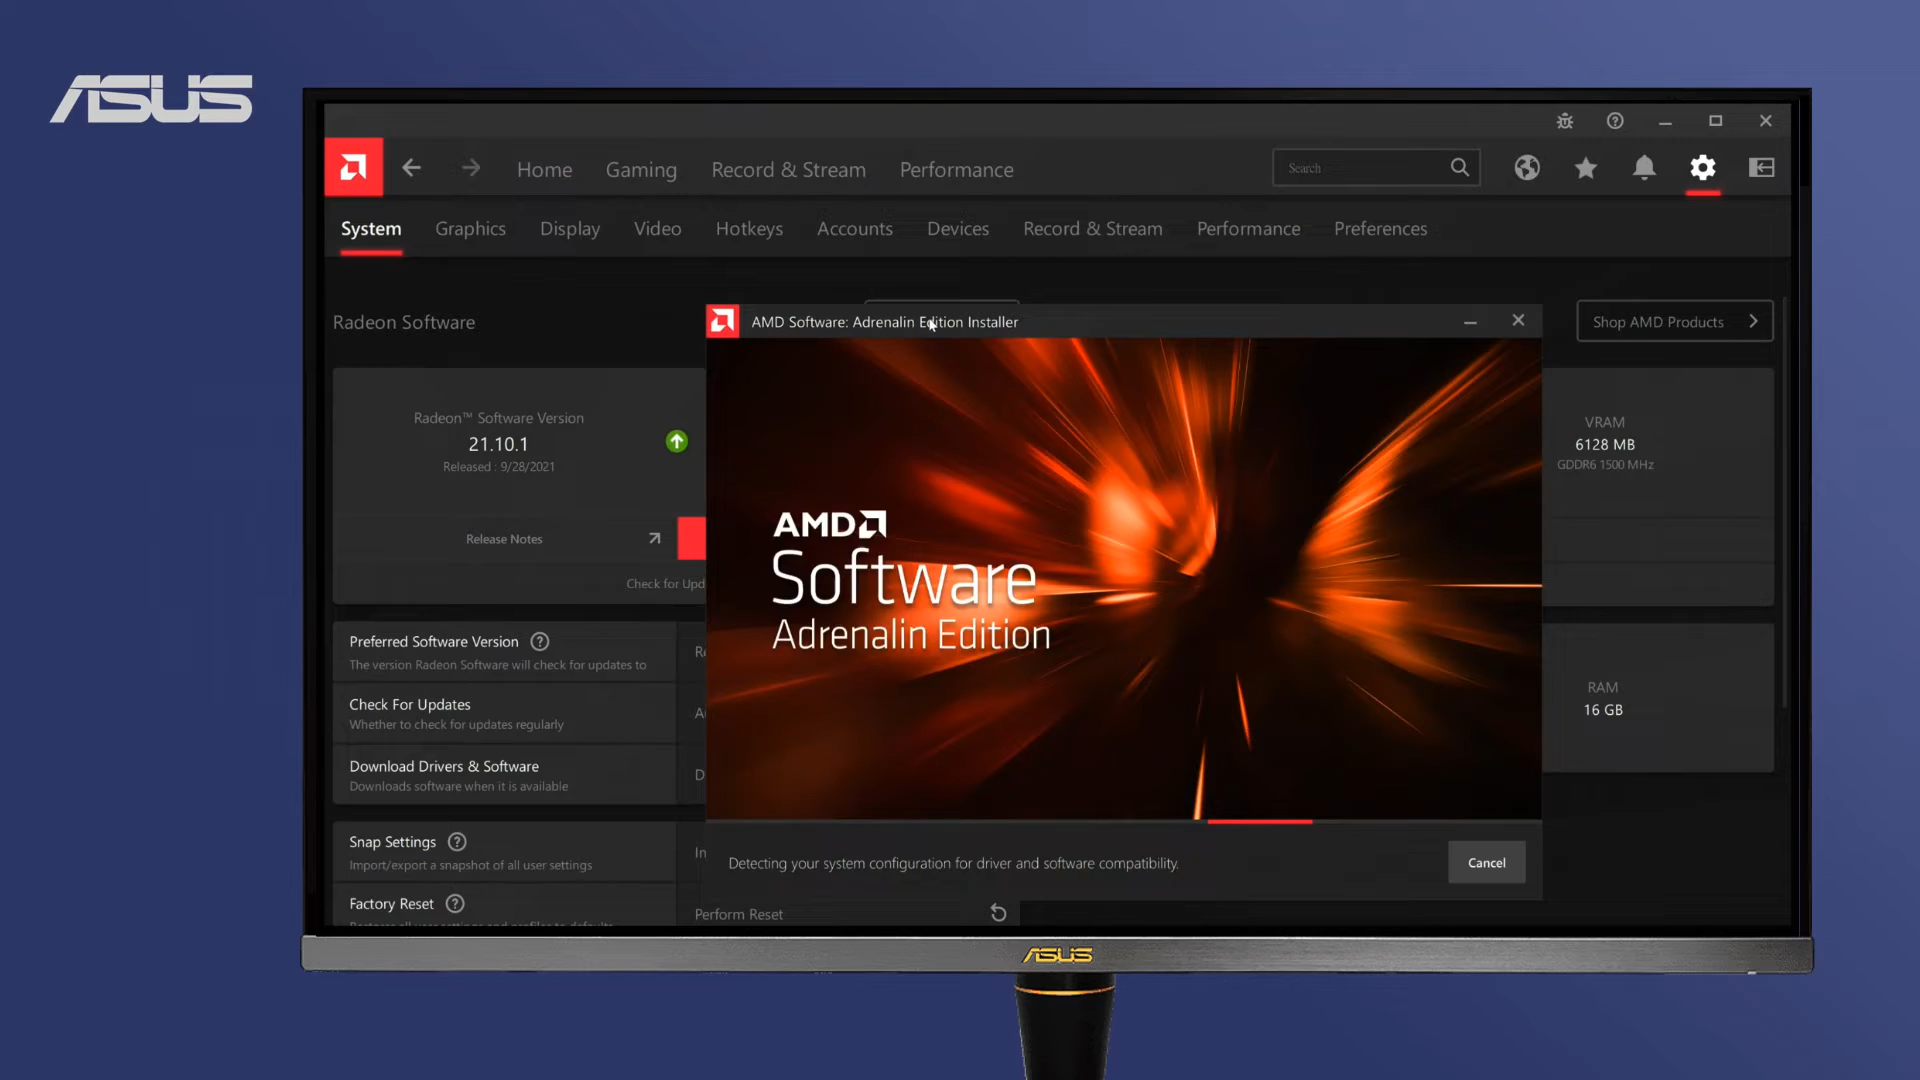 ASUS
Search
Home Gaming Record & Stream Performance
System Graphics Display Video Hotkeys Accounts Devices Record & Stream Performance Preferences
Radeon Software
AMD Software: Adrenalin Edition Installer
Shop AMD Products
Radeon™ Software Version
21.10.1
Released : 9/28/2021
Release Notes
Check for Upd
VRAM
6128 MB
GDDR6 1500 MHz
AMD
Software
Adrenalin Edition
Preferred Software Version
The version Radeon Software will check for updates to
Check For Updates
Whether to check for updates regularly
Download Drivers & Software
Downloads software when it is available
RAM
16 GB
Snap Settings
Import/export a snapshot of all user settings
Detecting your system configuration for driver and software compatibility.
Cancel
Factory Reset
Perform Reset
ASUS